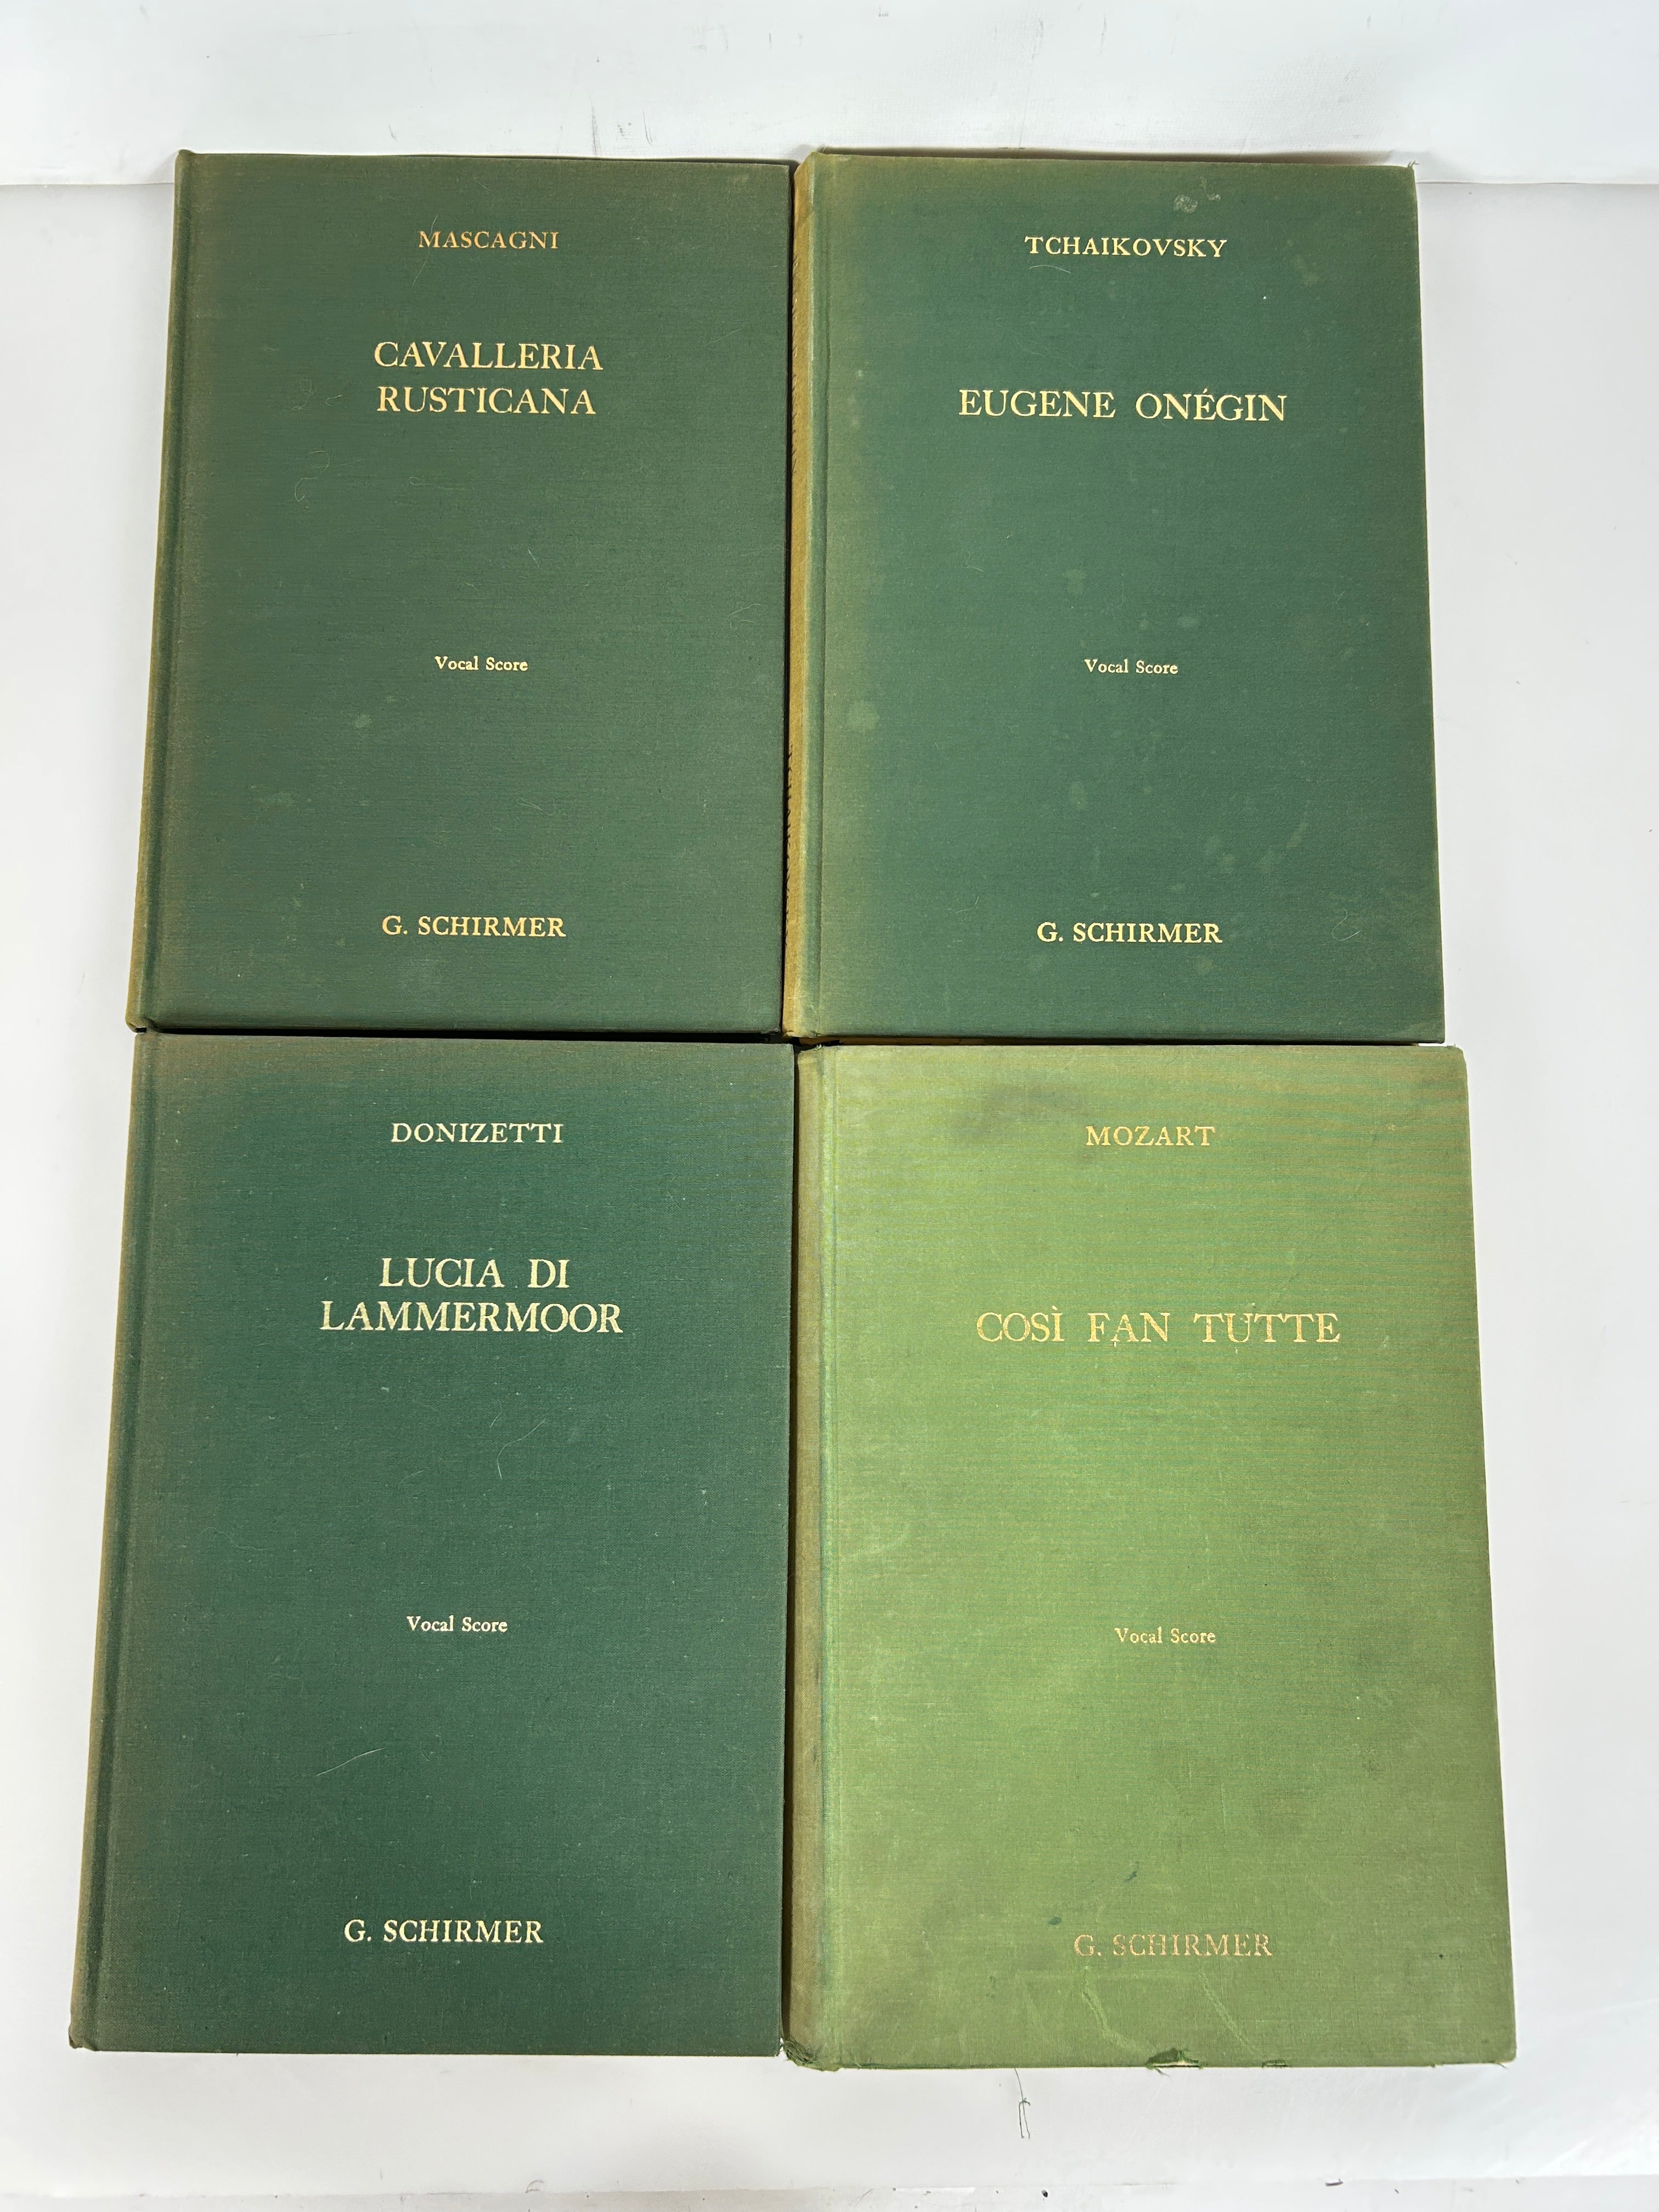 MASCAGNI
CAVALLERIA
RUSTICANA
Vocal Score
G. SCHIRMER
TCHAIKOVSKY
EUGENE ONÉGIN
Vocal Score
G. SCHIRMER
DONIZETTI
LUCIA DI
LAMMERMOOR
Vocal Score
G. SCHIRMER
MOZART
COSÌ FAN TUTTE
Vocal Score
G. SCHIRMER